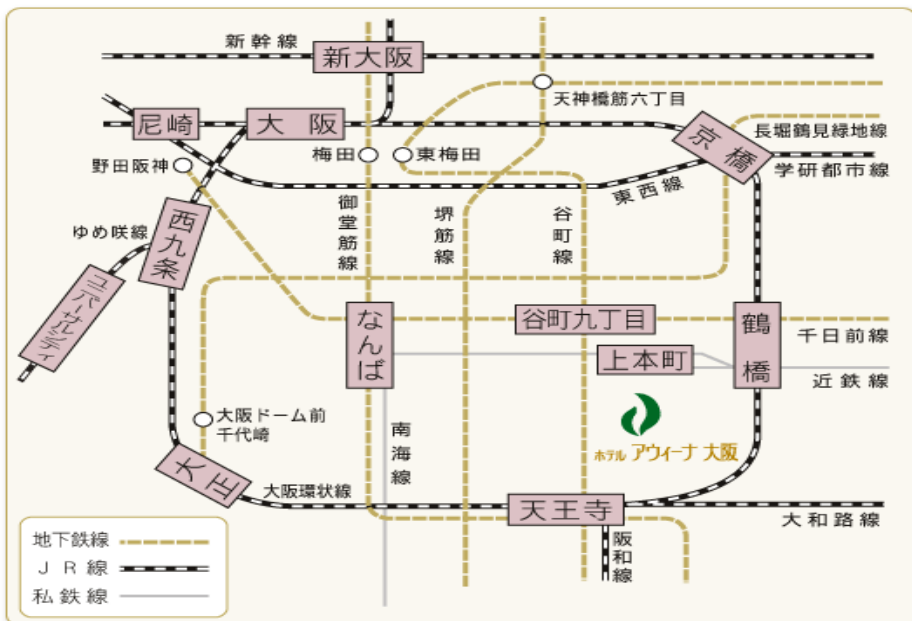 新幹線
新大阪
天神橋筋六丁目
尼崎
大阪
京橋
長堀鶴見緑地線
梅田
東梅田
野田阪神
学研都市線
東西線
御堂筋線
堺筋線
谷町線
西九条
ゆめ咲線
ユニバーサルシティ
なんば
谷町九丁目
鶴橋
千日前線
上本町
近鉄線
大阪ドーム前
千代崎
南海線
ホテル アウィーナ 大阪
大正
大阪環状線
天王寺
大和路線
阪和線
地下鉄線
JR線
私鉄線